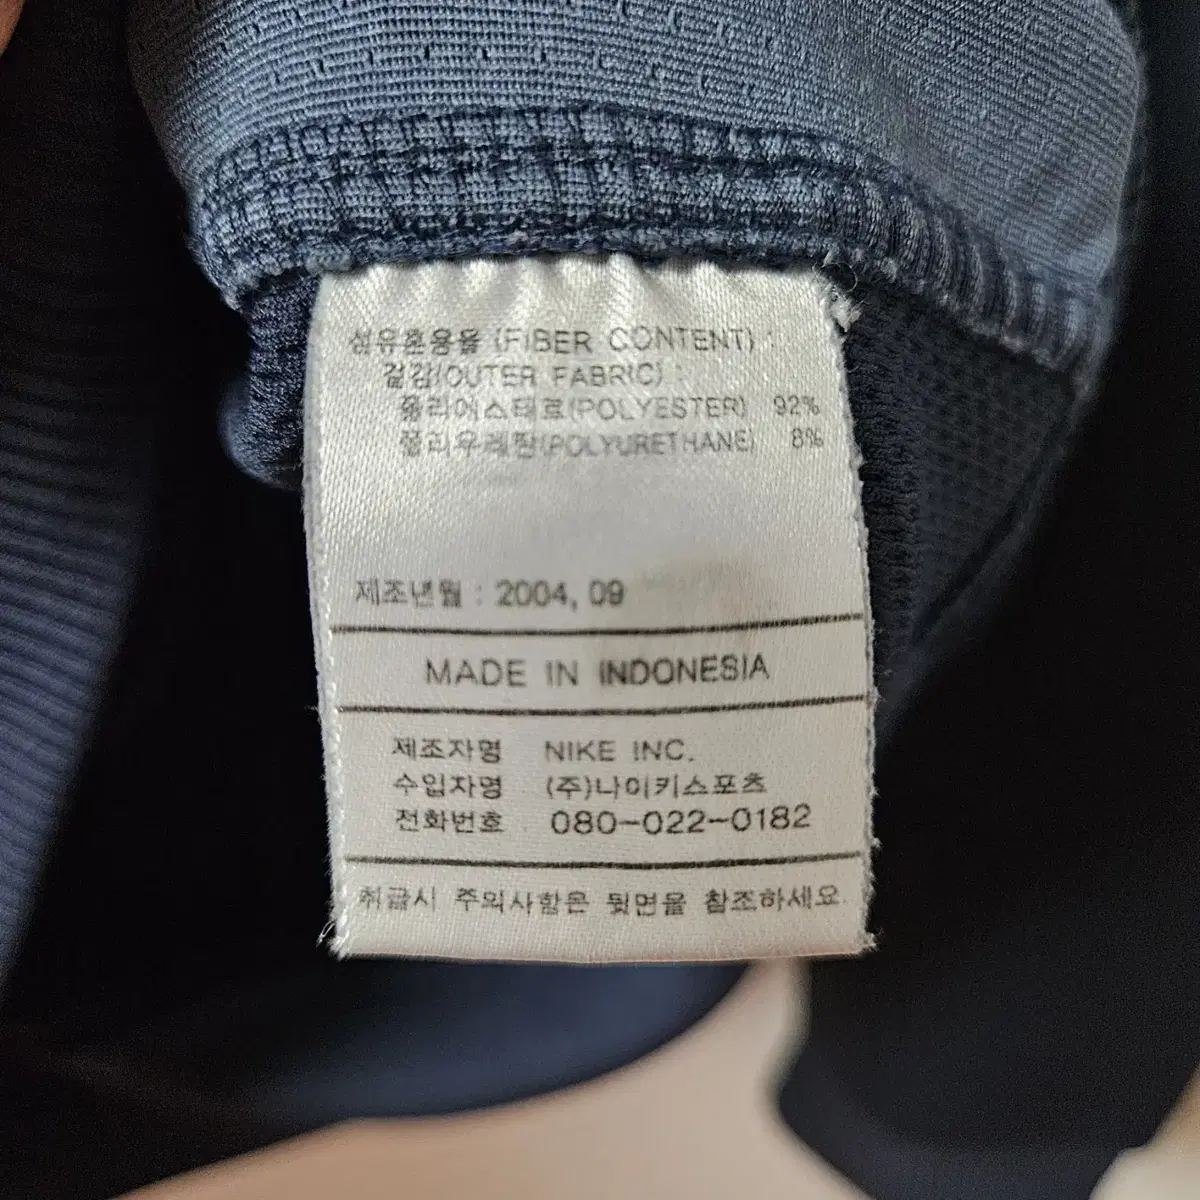 섬유혼용율 (FIBER CONTENT) :
겉감(OUTER FABRIC) :
폴리에스테르(POLYESTER) 92%
폴리우레탄(POLYURETHANE) 8%
제조년월 : 2004, 09
MADE IN INDONESIA
제조자명 NIKE INC.
수입자명 (주)나이키스포츠
전화번호 080-022-0182
취급시 주의사항은 뒷면을 참조하세요.